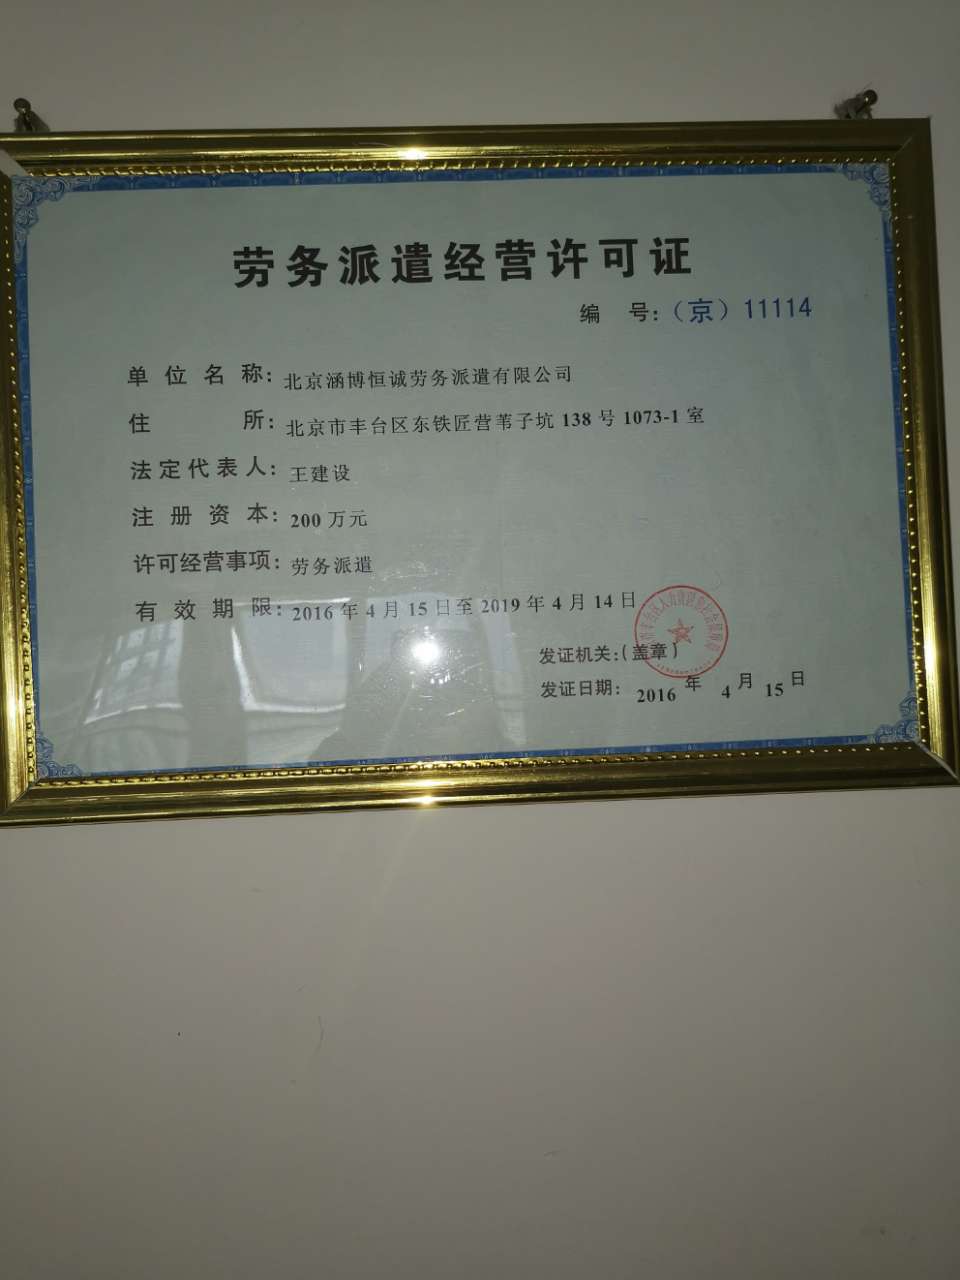 劳务派遣经营许可证
编 号：（京）11114
单位名称：北京涵博恒诚劳务派遣有限公司
住 所：北京市丰台区东铁匠营苇子坑 138 号 1073-1 室
法定代表人：王建设
注册资本：200 万元
许可经营事项：劳务派遣
有效期限：2016 年 4 月 15 日至 2019 年 4 月 14 日
发证机关：（盖章）
发证日期： 2016 年 4 月 15 日